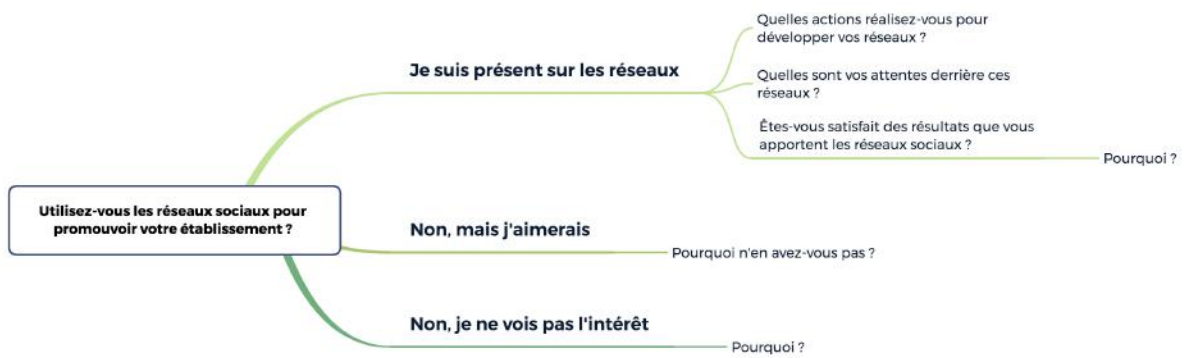 Utilisez-vous les réseaux sociaux pour
promouvoir votre établissement ?
Je suis présent sur les réseaux
Quelles actions réalisez-vous pour
développer vos réseaux ?
Quelles sont vos attentes derrière ces
réseaux ?
Êtes-vous satisfait des résultats que vous
apportent les réseaux sociaux ?
Pourquoi ?
Non, mais j'aimerais
Pourquoi n'en avez-vous pas ?
Non, je ne vois pas l'intérêt
Pourquoi ?